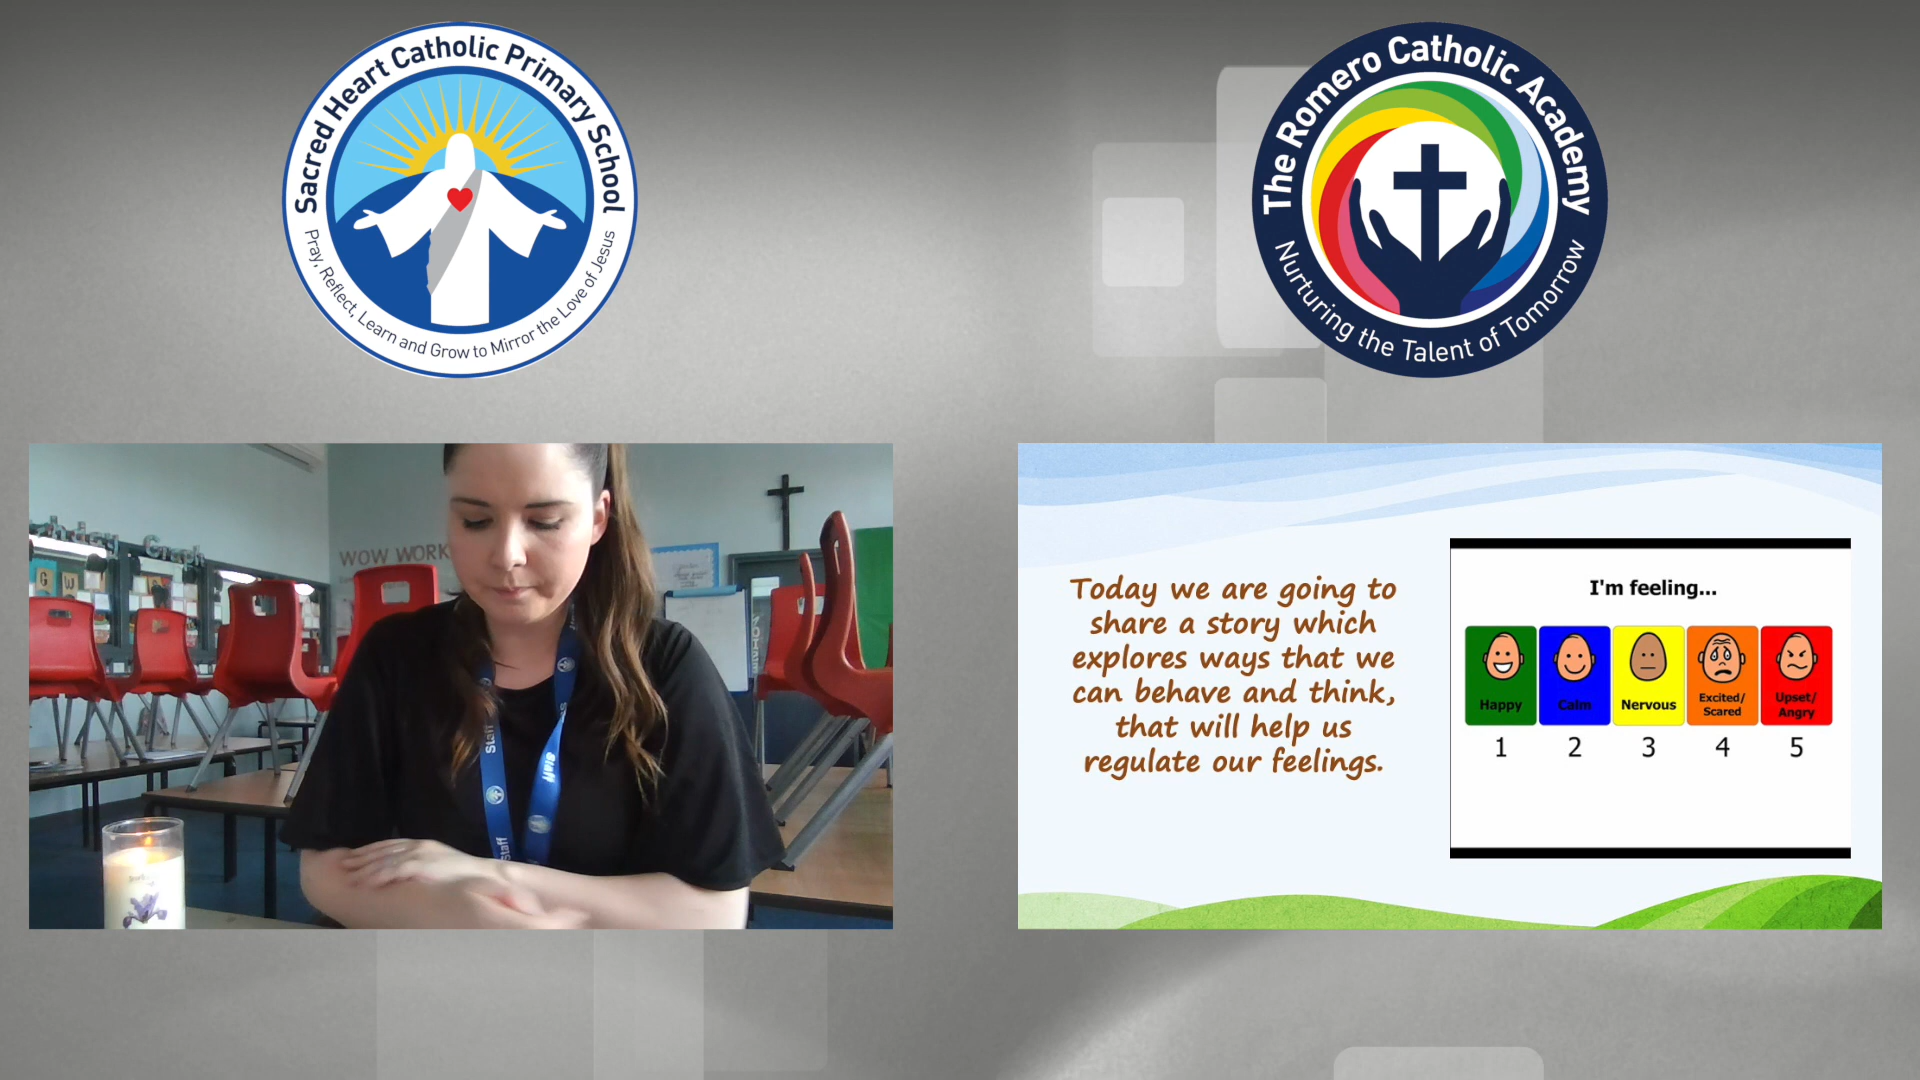 Sacred Heart Catholic Primary School
Pray, Reflect, Learn and Grow to Mirror the Love of Jesus
The Romero Catholic Academy
Nurturing the Talent of Tomorrow
WOW WORK
Staff
Staff
Staff
Today we are going to
share a story which
explores ways that we
can behave and think,
that will help us
regulate our feelings.
I'm feeling...
Happy
Calm
Nervous
Excited/
Scared
Upset/
Angry
1 2 3 4 5